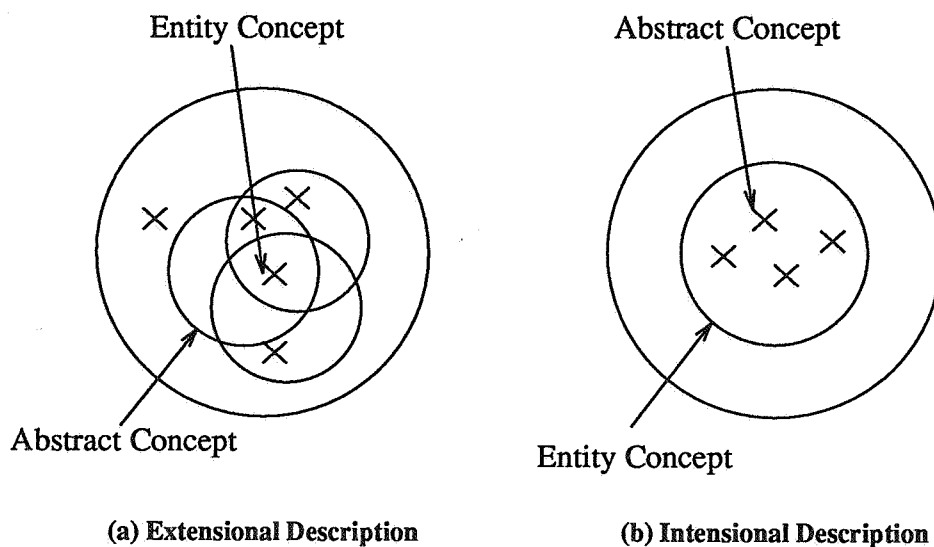 Entity Concept
Abstract Concept
(a) Extensional Description
Abstract Concept
Entity Concept
(b) Intensional Description